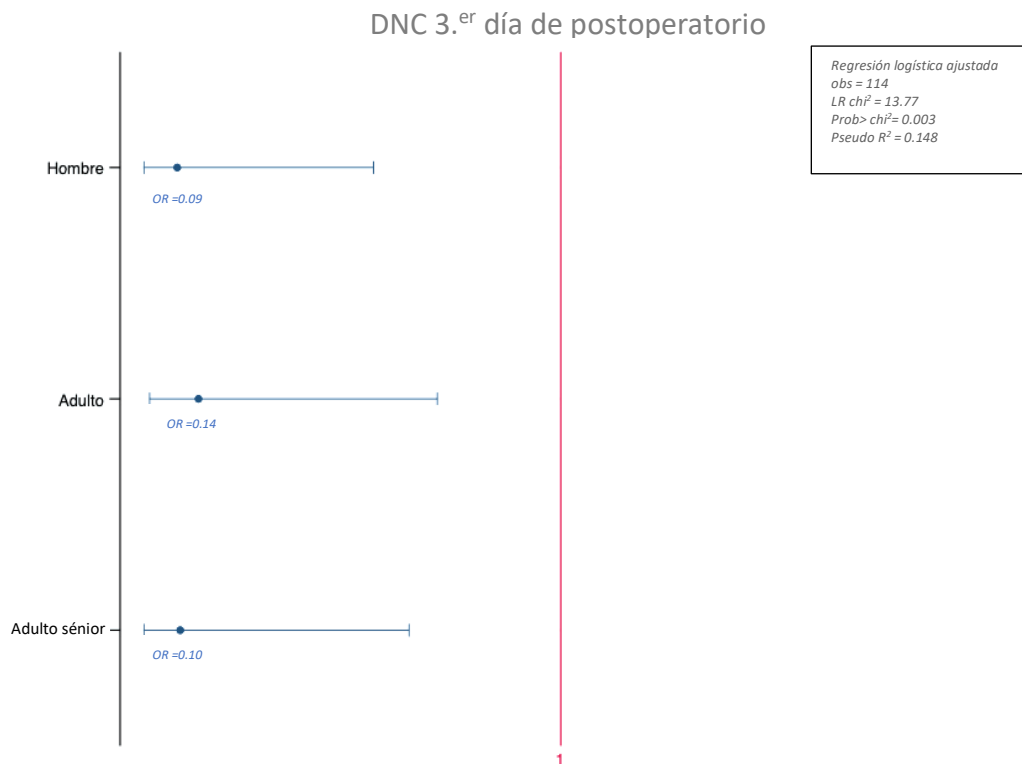 DNC 3.er día de postoperatorio
Regresión logística ajustada
obs = 114
LR chi2 = 13.77
Prob> chi2= 0.003
Pseudo R2 = 0.148
Hombre
OR =0.09
Adulto
OR =0.14
Adulto sénior
OR =0.10
1